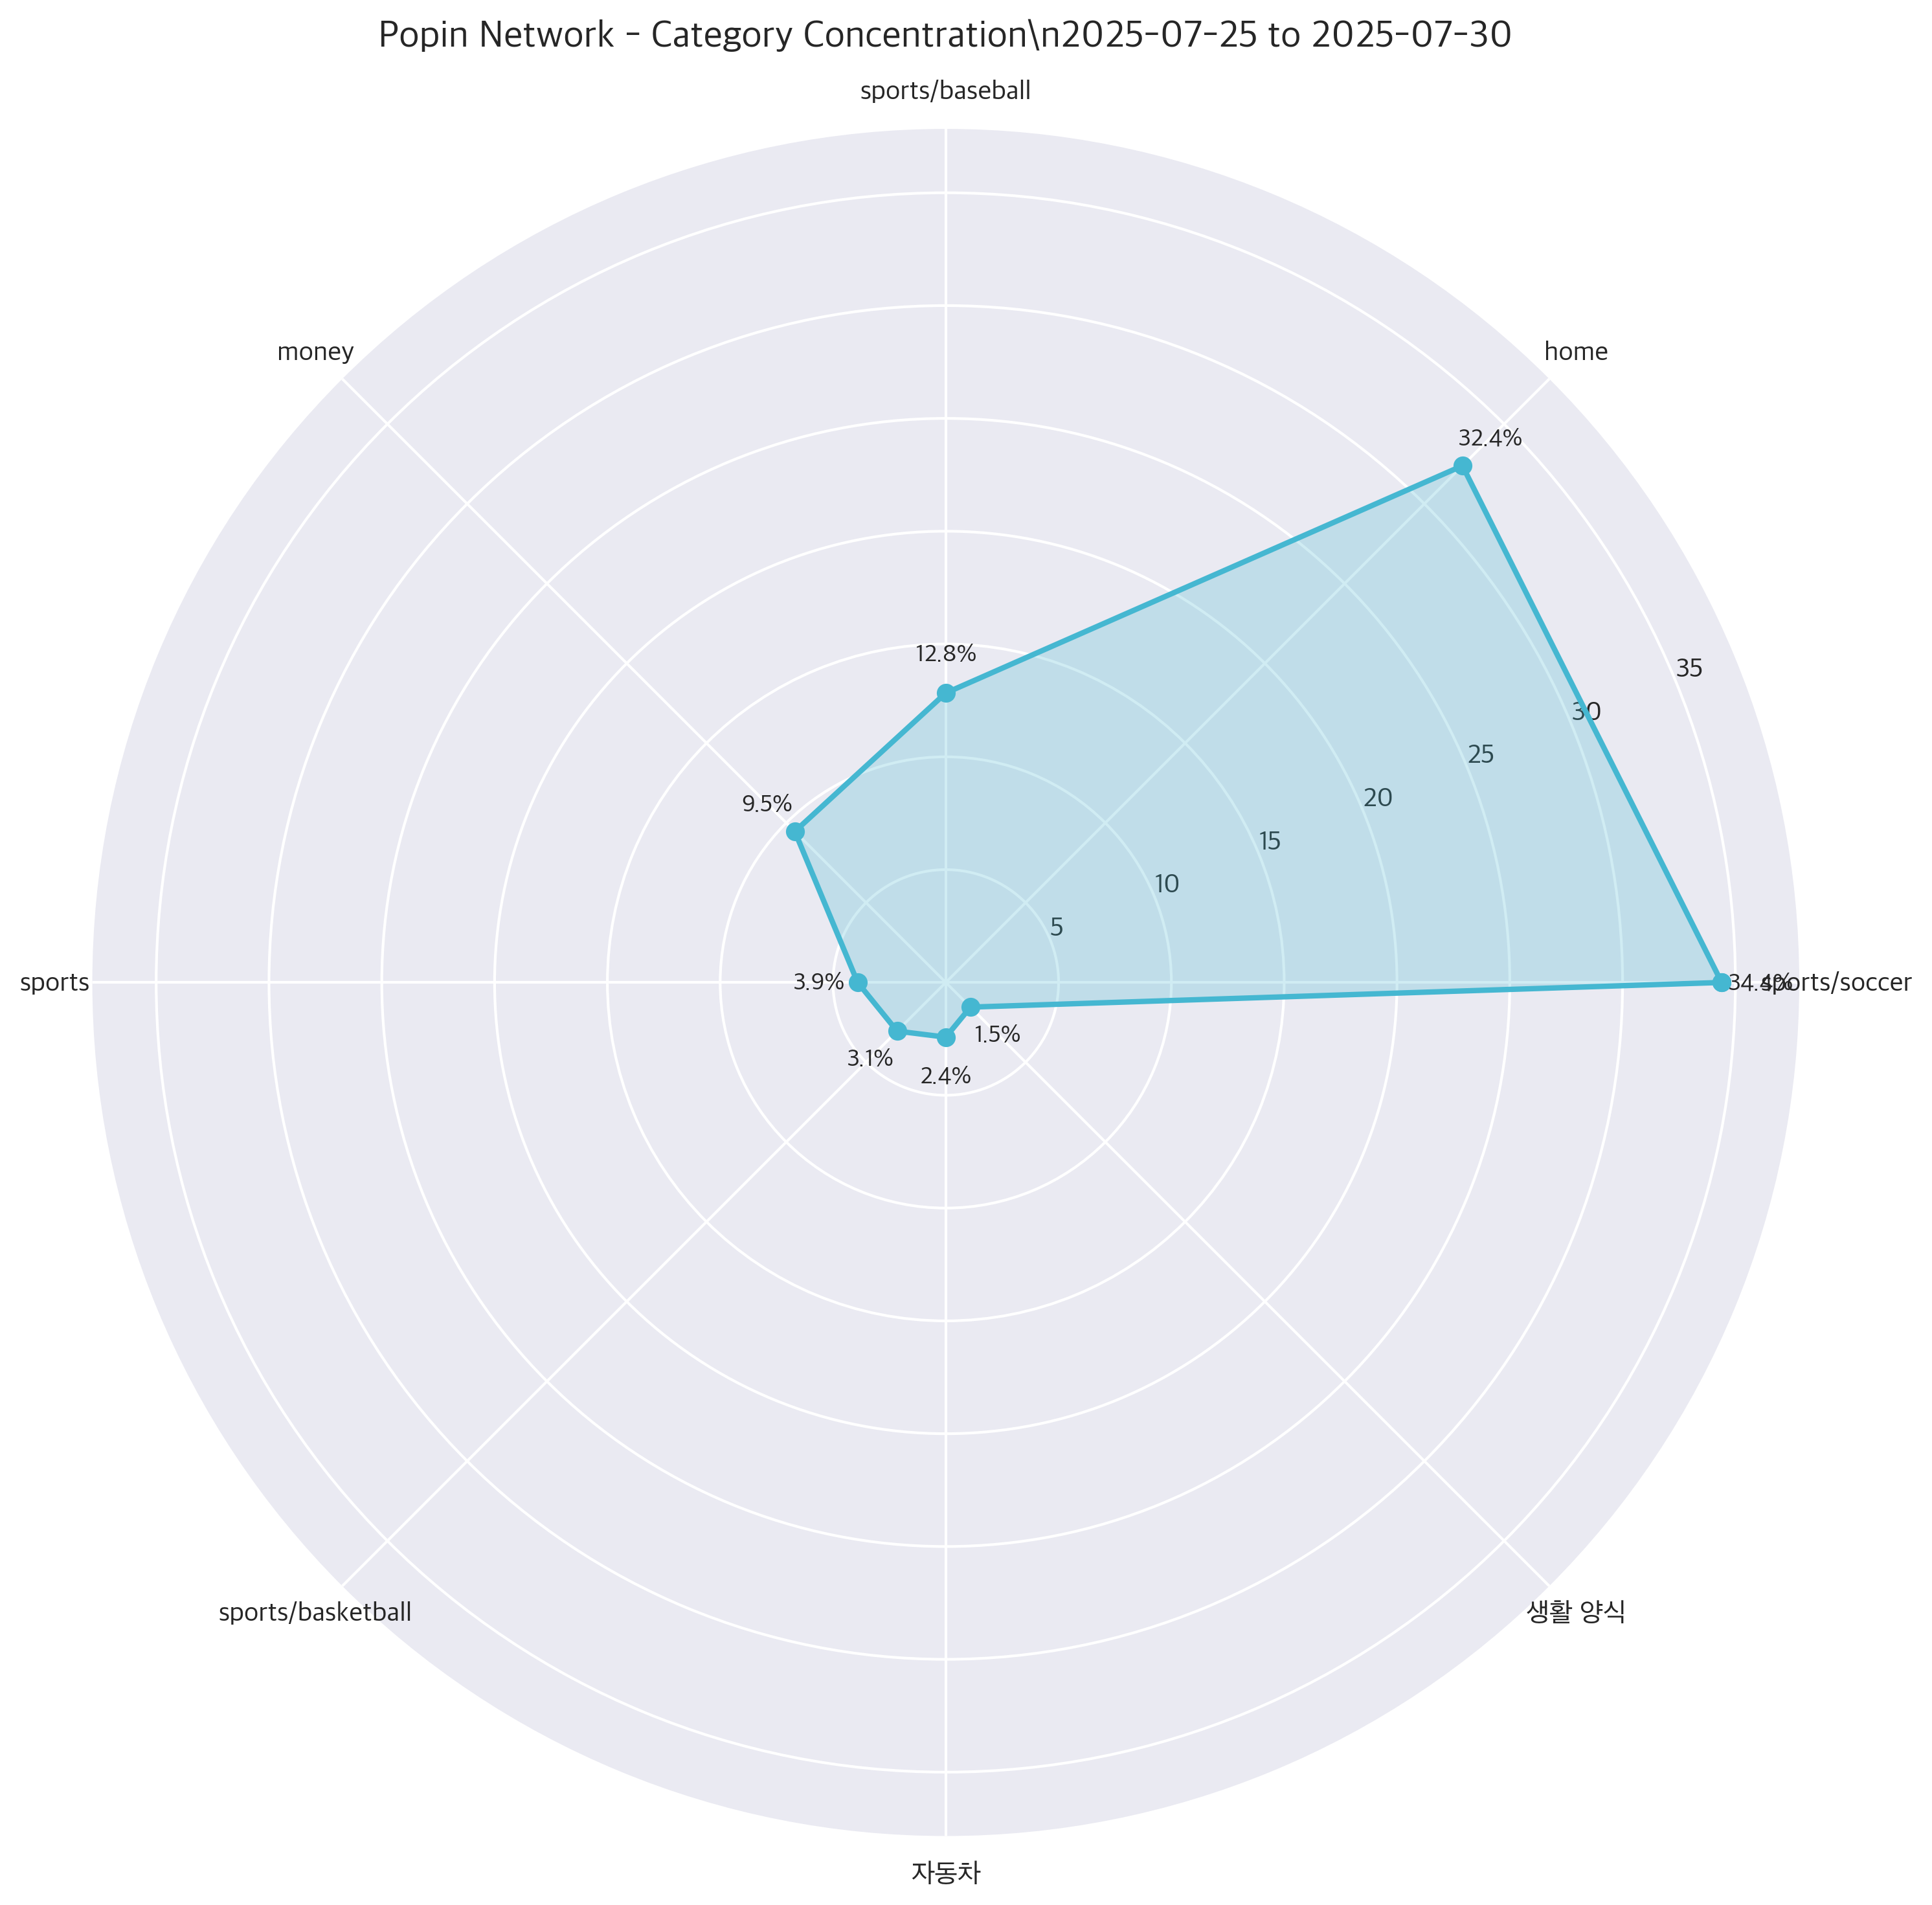 Popin Network - Category Concentration\n2025-07-25 to 2025-07-30
sports/baseball
money
home
32.4%
12.8%
35
30
25
9.5%
20
15
10
5
sports
3.9%
34.4%
sports/soccer
1.5%
3.1%
2.4%
sports/basketball
생활 양식
자동차